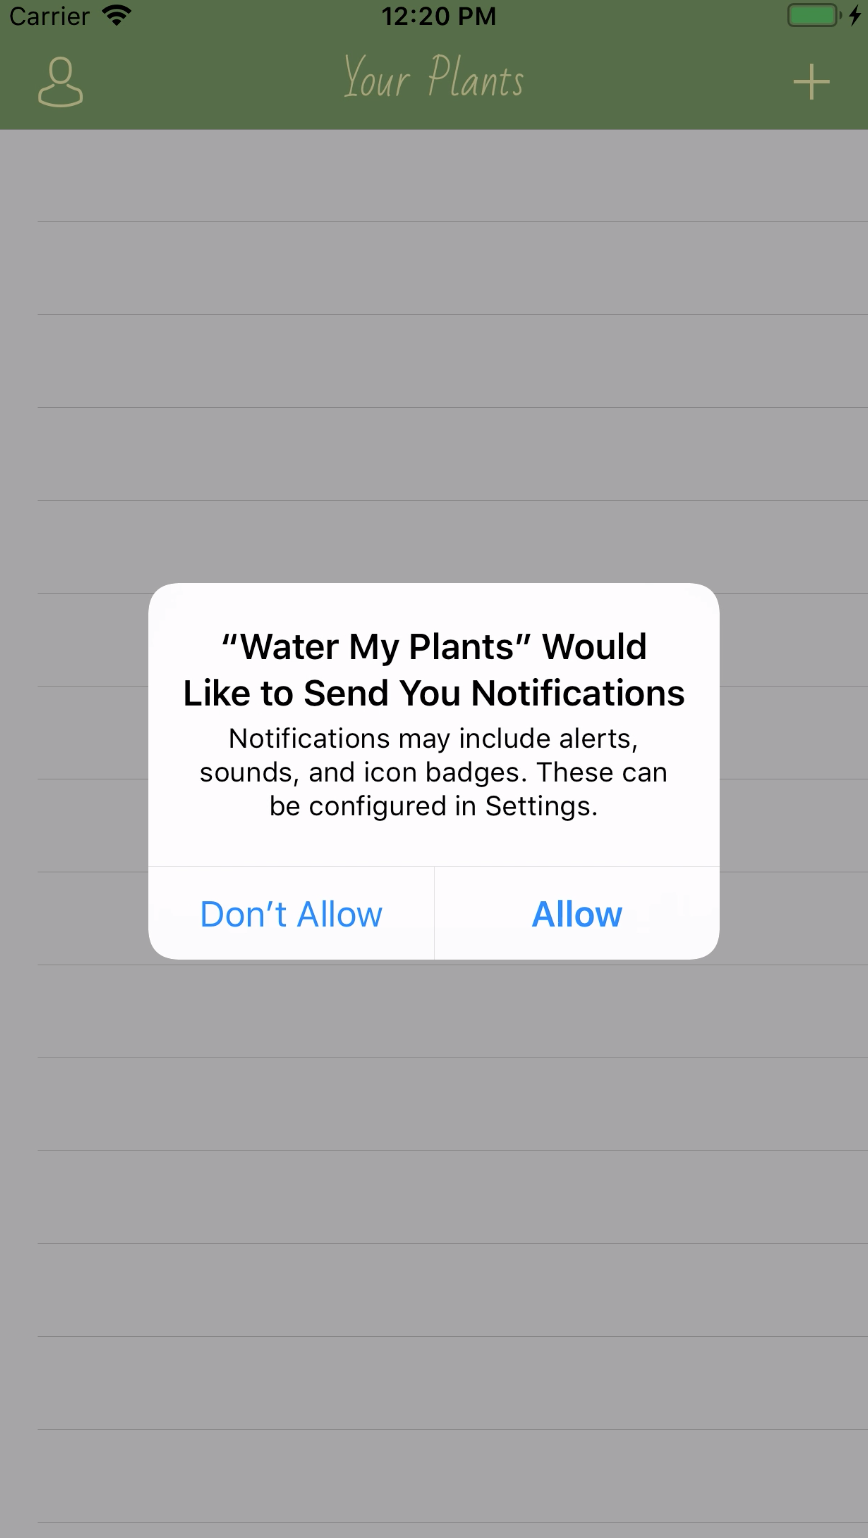 Carrier 12:20 PM
Your Plants
“Water My Plants” Would
Like to Send You Notifications
Notifications may include alerts,
sounds, and icon badges. These can
be configured in Settings.
Don’t Allow Allow